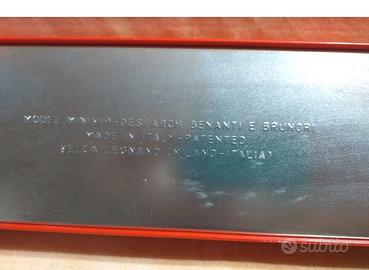 MODEL MINIVIP-DES. ARCH. BENANTI E BRUNORI
MADE IN ITALY-PATENTED
VELCA LEGNANO (MILANO-ITALIA)
subito